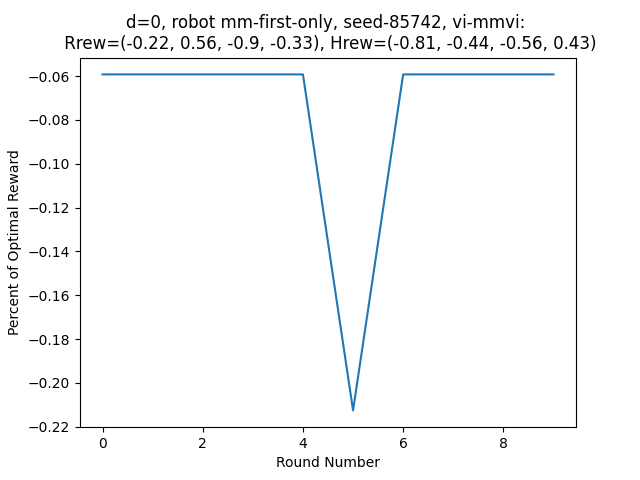 d=0, robot mm-first-only, seed-85742, vi-mmvi:
Rrew=(-0.22, 0.56, -0.9, -0.33), Hrew=(-0.81, -0.44, -0.56, 0.43)
Percent of Optimal Reward
−0.06
−0.08
−0.10
−0.12
−0.14
−0.16
−0.18
−0.20
−0.22
0 2 4 6 8
Round Number